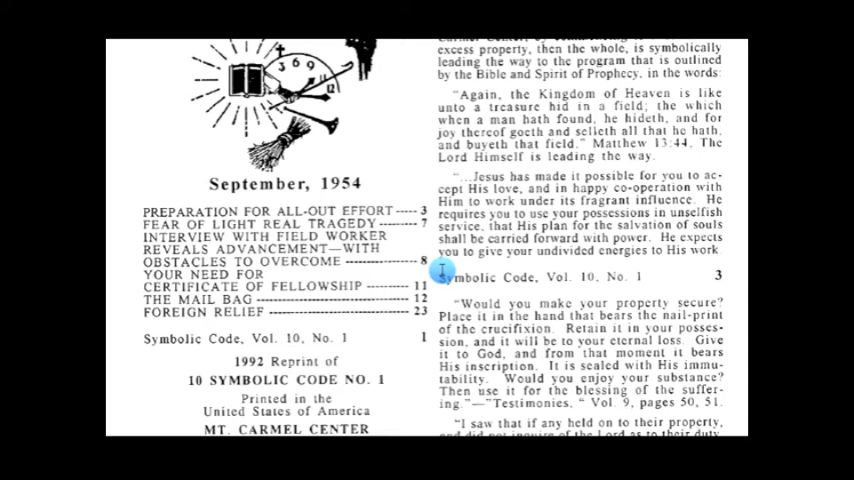 3 6 9
12
September, 1954
PREPARATION FOR ALL-OUT EFFORT ---- 3
FEAR OF LIGHT REAL TRAGEDY -------- 7
INTERVIEW WITH FIELD WORKER
REVEALS ADVANCEMENT—WITH
OBSTACLES TO OVERCOME ------------ 8
YOUR NEED FOR
CERTIFICATE OF FELLOWSHIP -------- 11
THE MAIL BAG ------------------------ 12
FOREIGN RELIEF ---------------------- 23
Symbolic Code, Vol. 10, No. 1 1
1992 Reprint of
10 SYMBOLIC CODE NO. 1
Printed in the
United States of America
MT. CARMEL CENTER
excess property, then the whole, is symbolically
leading the way to the program that is outlined
by the Bible and Spirit of Prophecy, in the words:
"Again, the Kingdom of Heaven is like
unto a treasure hid in a field; the which
when a man hath found, he hideth, and for
joy thereof goeth and selleth all that he hath,
and buyeth that field." Matthew 13:44. The
Lord Himself is leading the way.
"...Jesus has made it possible for you to ac-
cept His love, and in happy co-operation with
Him to work under its fragrant influence. He
requires you to use your possessions in unselfish
service, that His plan for the salvation of souls
shall be carried forward with power. He expects
you to give your undivided energies to His work.
Symbolic Code, Vol. 10, No. 1 3
"Would you make your property secure?
Place it in the hand that bears the nail-print
of the crucifixion. Retain it in your posses-
sion, and it will be to your eternal loss. Give
it to God, and from that moment it bears
His inscription. It is sealed with His immu-
tability. Would you enjoy your substance?
Then use it for the blessing of the suffer-
ing."—"Testimonies, " Vol. 9, pages 50, 51.
"I saw that if any held on to their property,
and did not inquire of the Lord as to their duty,